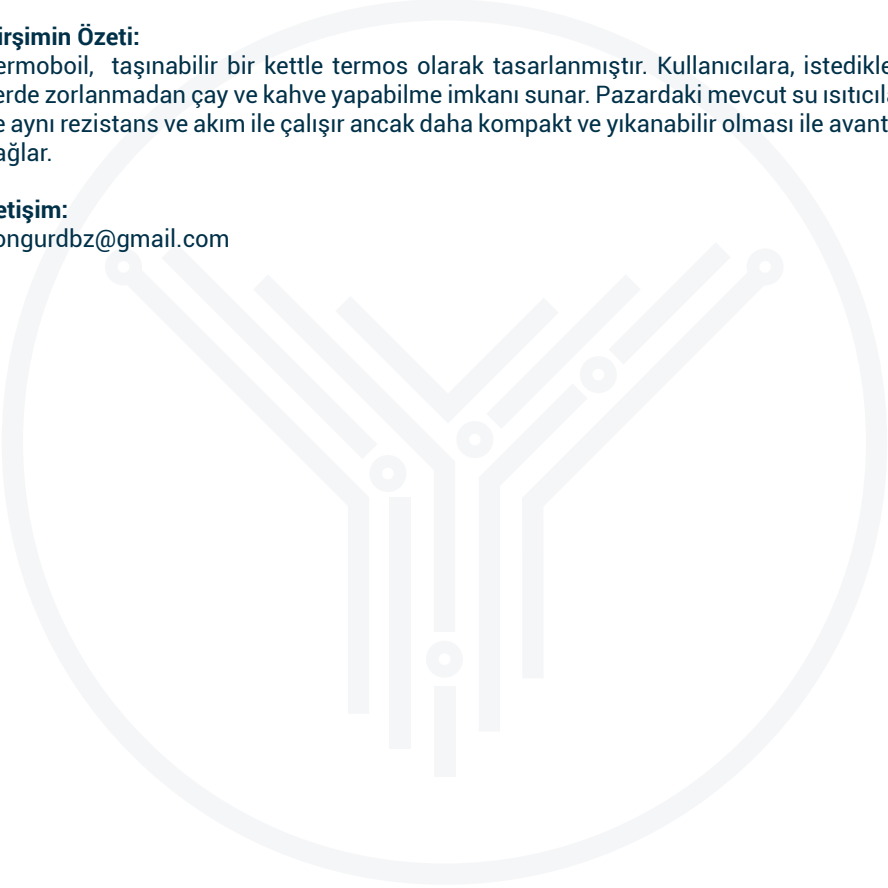 irşimin Özeti:
ermoboil, taşınabilir bir kettle termos olarak tasarlanmıştır. Kullanıcılara, istedikle
erde zorlanmadan çay ve kahve yapabilme imkanı sunar. Pazardaki mevcut su ısıtıcıla
e aynı rezistans ve akım ile çalışır ancak daha kompakt ve yıkanabilir olması ile avant
ağlar.
etişim:
ongurdbz@gmail.com